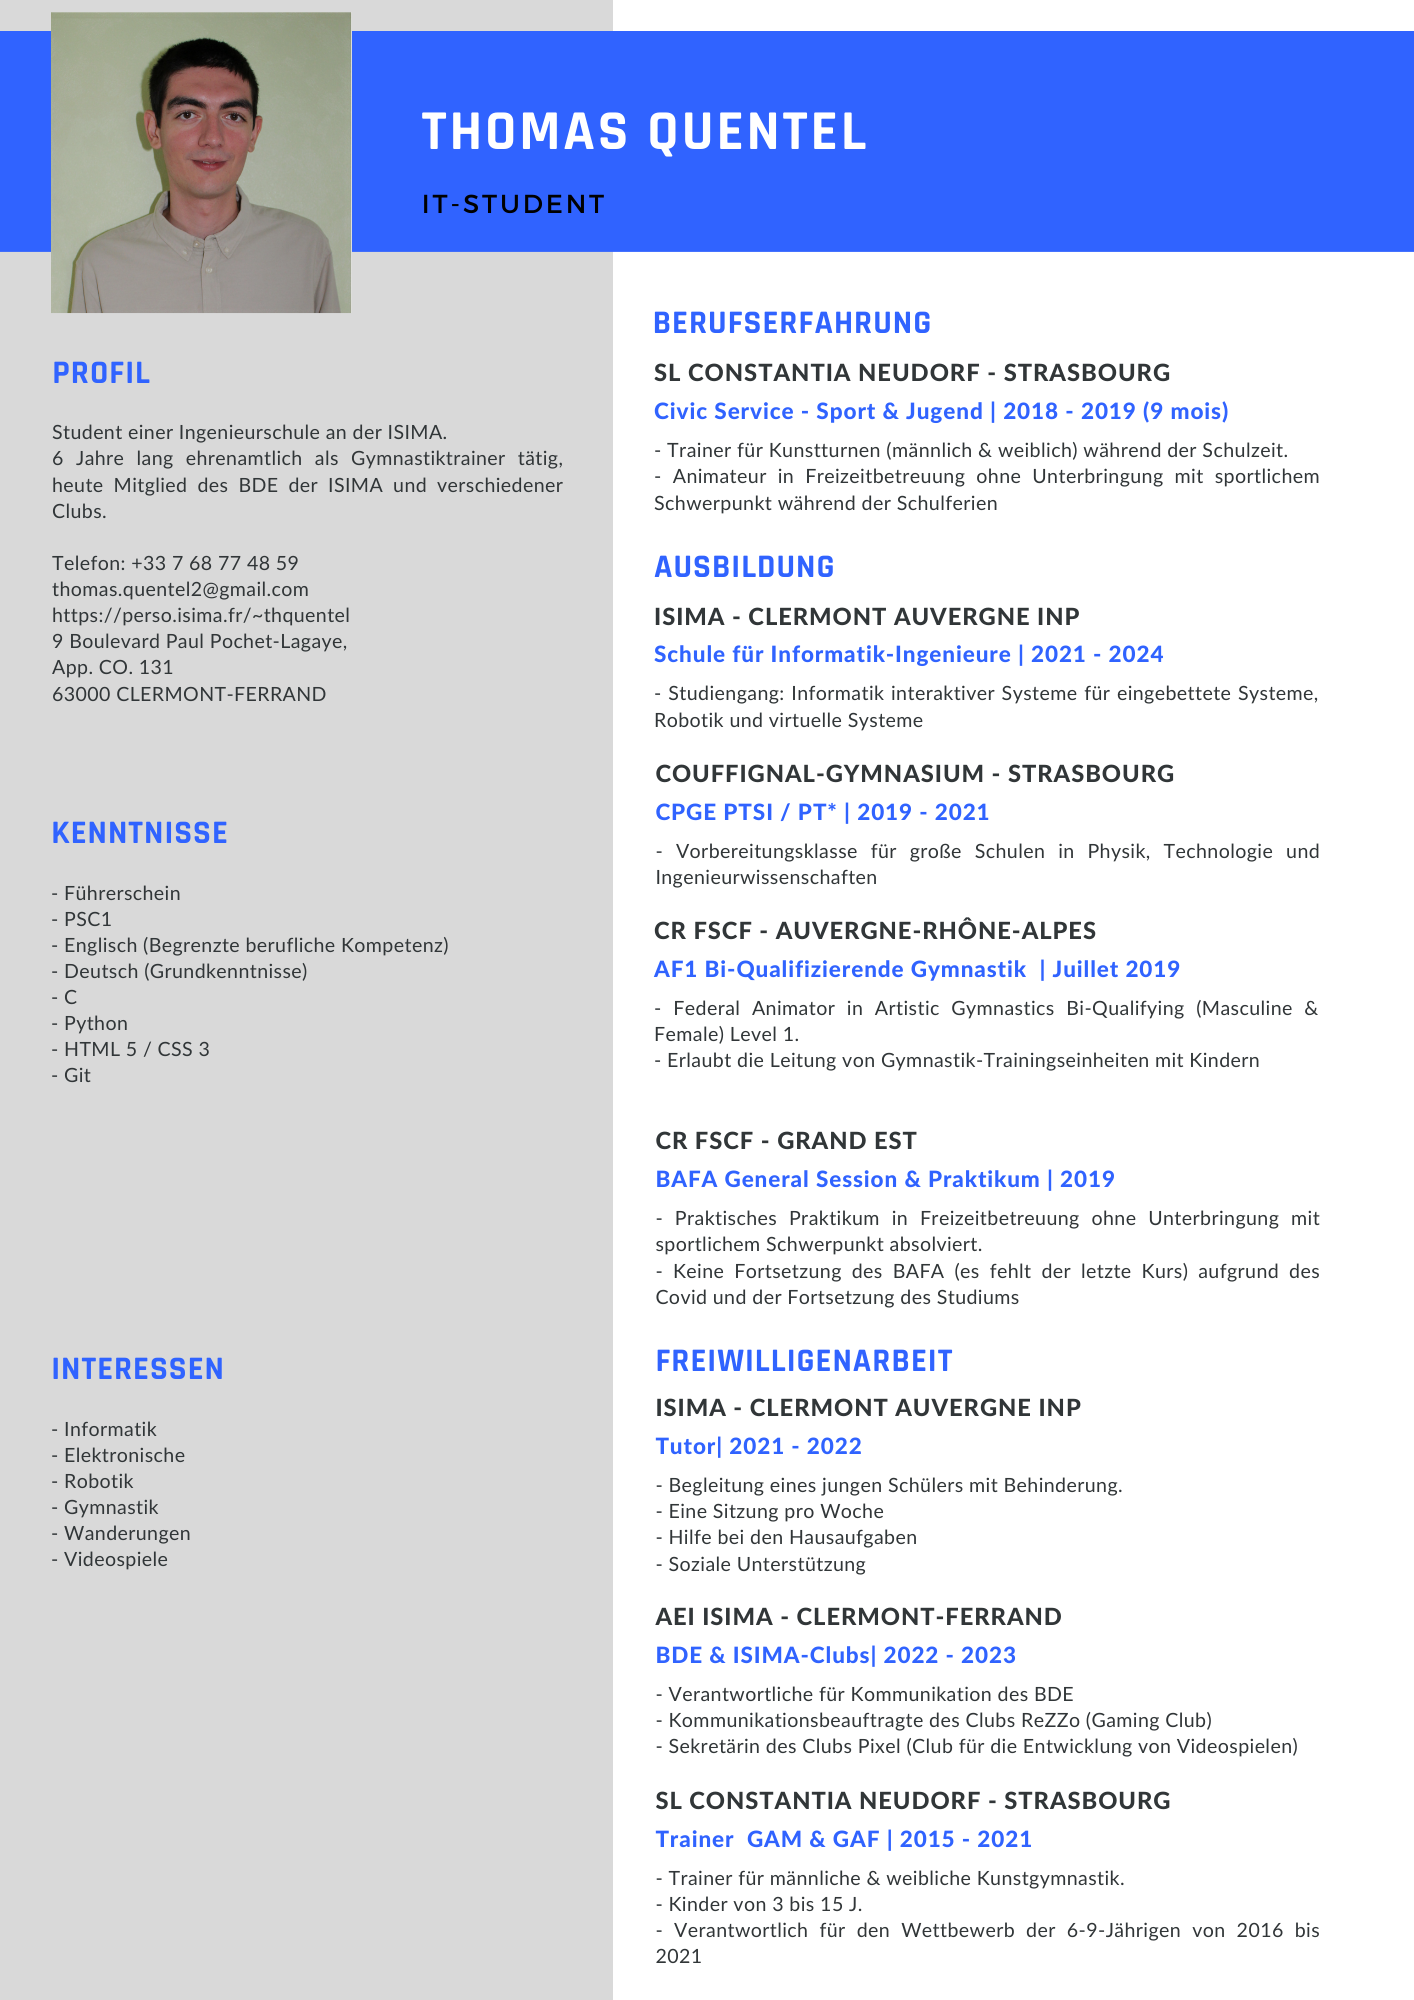 THOMAS QUENTEL
IT-STUDENT
PROFIL
Student einer Ingenieurschule an der ISIMA.
6 Jahre lang ehrenamtlich als Gymnastiktrainer tätig,
heute Mitglied des BDE der ISIMA und verschiedener
Clubs.
Telefon: +33 7 68 77 48 59
thomas.quentel2@gmail.com
https://perso.isima.fr/~thquentel
9 Boulevard Paul Pochet-Lagaye,
App. CO. 131
63000 CLERMONT-FERRAND
KENNTNISSE
- Führerschein
- PSC1
- Englisch (Begrenzte berufliche Kompetenz)
- Deutsch (Grundkenntnisse)
- C
- Python
- HTML 5 / CSS 3
- Git
INTERESSEN
- Informatik
- Elektronische
- Robotik
- Gymnastik
- Wanderungen
- Videospiele
BERUFSERFAHRUNG
SL CONSTANTIA NEUDORF - STRASBOURG
Civic Service - Sport & Jugend | 2018 - 2019 (9 mois)
- Trainer für Kunstturnen (männlich & weiblich) während der Schulzeit.
- Animateur in Freizeitbetreuung ohne Unterbringung mit sportlichem
Schwerpunkt während der Schulferien
AUSBILDUNG
ISIMA - CLERMONT AUVERGNE INP
Schule für Informatik-Ingenieure | 2021 - 2024
- Studiengang: Informatik interaktiver Systeme für eingebettete Systeme,
Robotik und virtuelle Systeme
COUFFIGNAL-GYMNASIUM - STRASBOURG
CPGE PTSI / PT* | 2019 - 2021
- Vorbereitungsklasse für große Schulen in Physik, Technologie und
Ingenieurwissenschaften
CR FSCF - AUVERGNE-RHÔNE-ALPES
AF1 Bi-Qualifizierende Gymnastik | Juillet 2019
- Federal Animator in Artistic Gymnastics Bi-Qualifying (Masculine &
Female) Level 1.
- Erlaubt die Leitung von Gymnastik-Trainingseinheiten mit Kindern
CR FSCF - GRAND EST
BAFA General Session & Praktikum | 2019
- Praktisches Praktikum in Freizeitbetreuung ohne Unterbringung mit
sportlichem Schwerpunkt absolviert.
- Keine Fortsetzung des BAFA (es fehlt der letzte Kurs) aufgrund des
Covid und der Fortsetzung des Studiums
FREIWILLIGENARBEIT
ISIMA - CLERMONT AUVERGNE INP
Tutor| 2021 - 2022
- Begleitung eines jungen Schülers mit Behinderung.
- Eine Sitzung pro Woche
- Hilfe bei den Hausaufgaben
- Soziale Unterstützung
AEI ISIMA - CLERMONT-FERRAND
BDE & ISIMA-Clubs| 2022 - 2023
- Verantwortliche für Kommunikation des BDE
- Kommunikationsbeauftragte des Clubs ReZZo (Gaming Club)
- Sekretärin des Clubs Pixel (Club für die Entwicklung von Videospielen)
SL CONSTANTIA NEUDORF - STRASBOURG
Trainer GAM & GAF | 2015 - 2021
- Trainer für männliche & weibliche Kunstgymnastik.
- Kinder von 3 bis 15 J.
- Verantwortlich für den Wettbewerb der 6-9-Jährigen von 2016 bis
2021